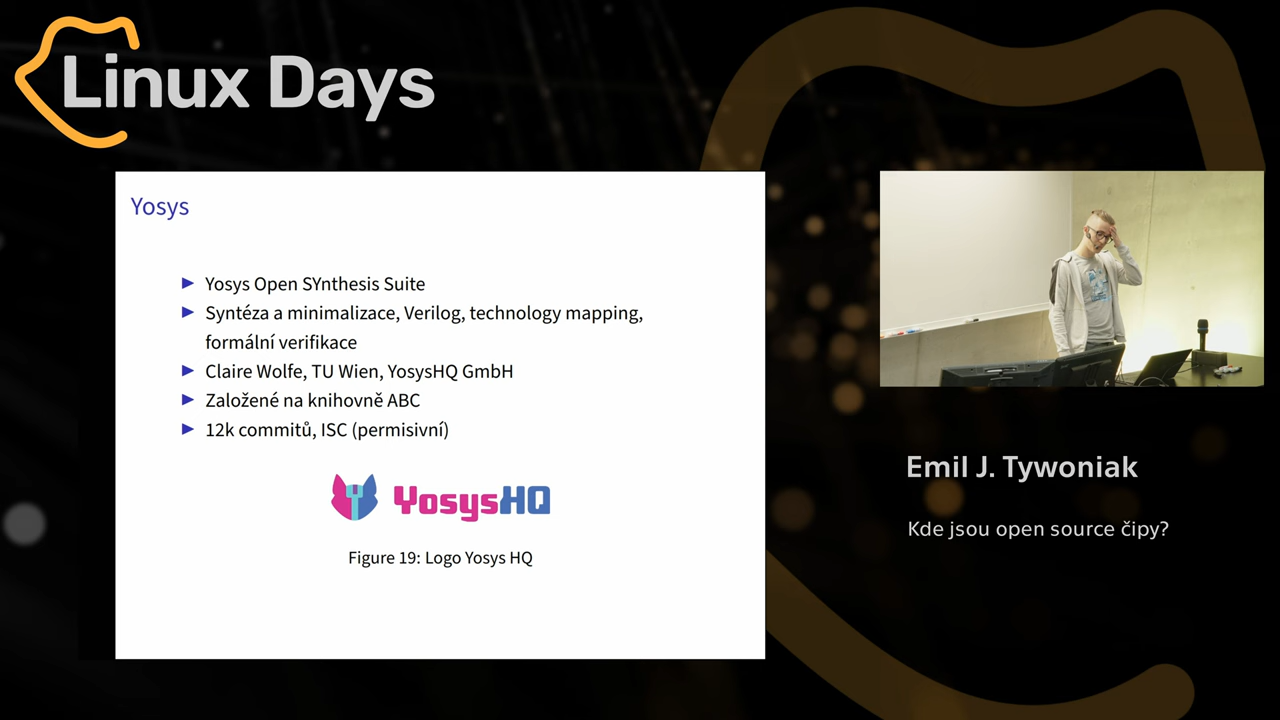 Linux Days
Yosys
Yosys Open SYnthesis Suite
Syntéza a minimalizace, Verilog, technology mapping,
formální verifikace
Claire Wolfe, TU Wien, YosysHQ GmbH
Založené na knihovně ABC
12k commitů, ISC (permisivní)
YosysHQ
Figure 19: Logo Yosys HQ
Emil J. Tywoniak
Kde jsou open source čipy?